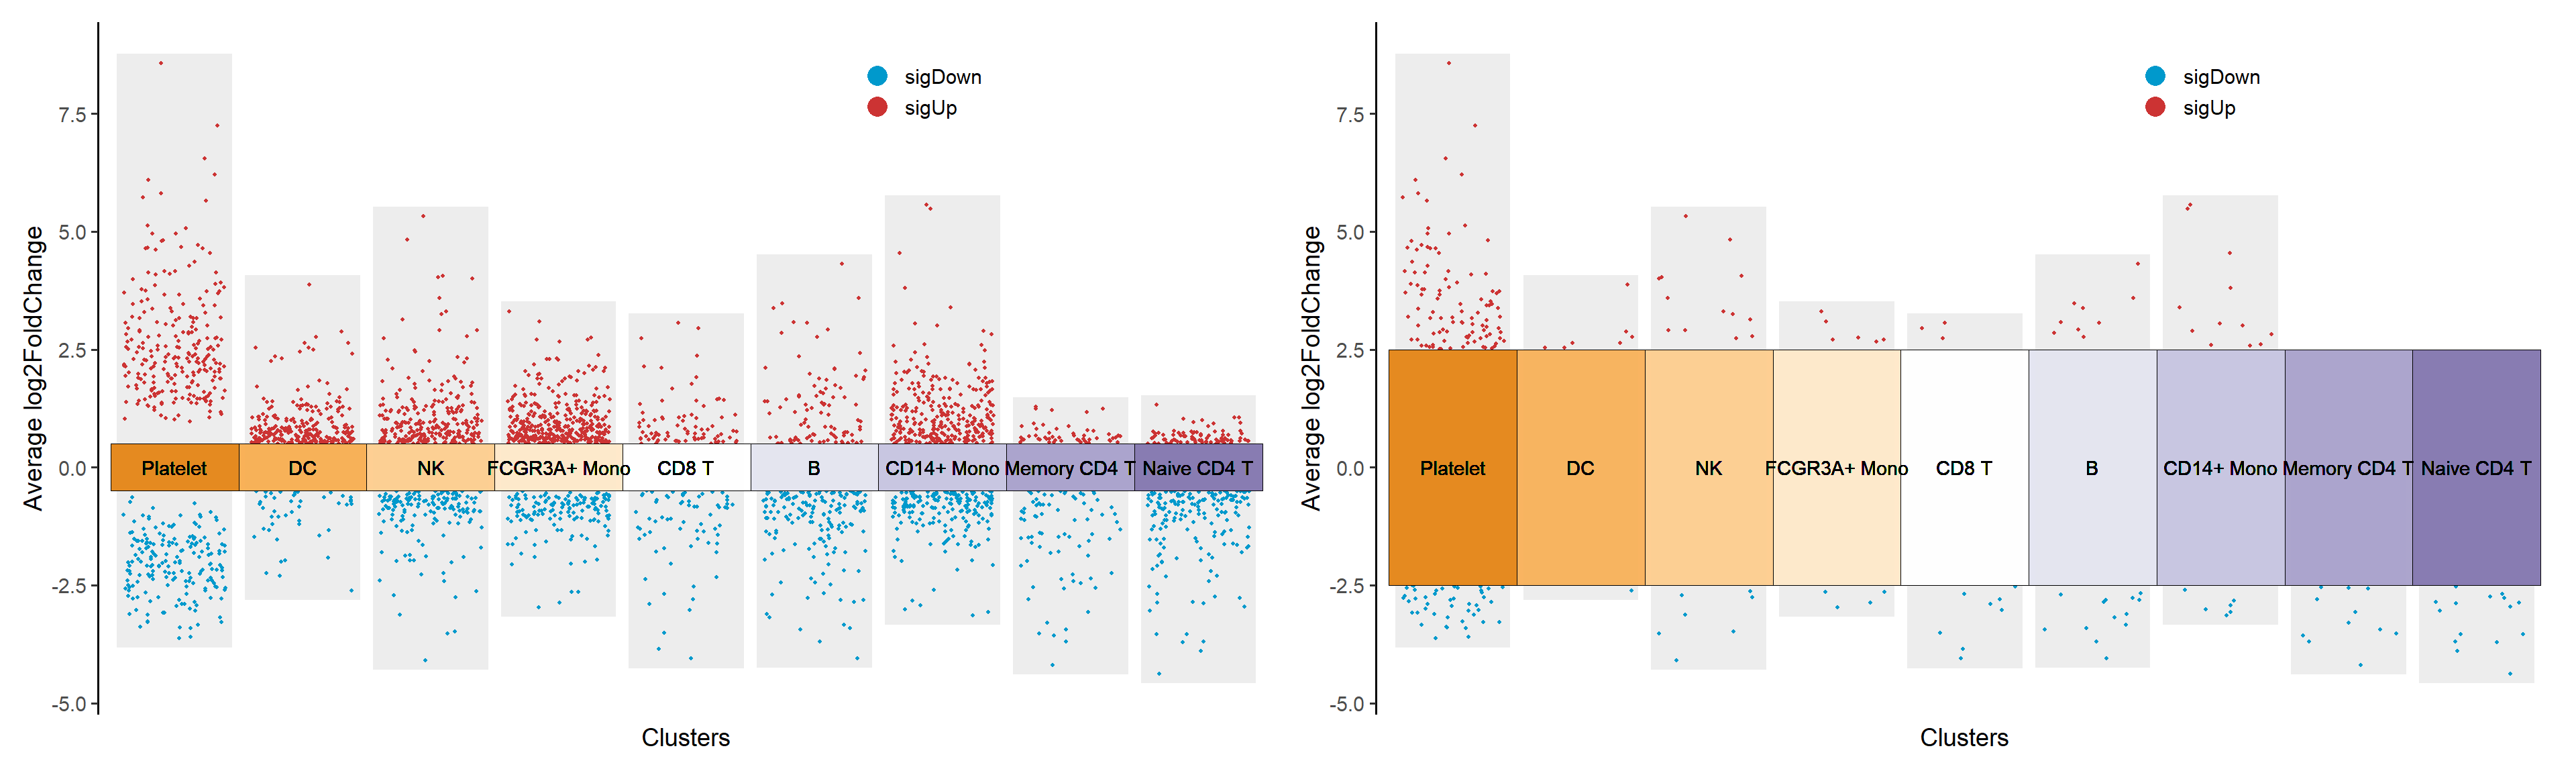 Average log2FoldChange
7.5
5.0
2.5
0.0
-2.5
-5.0
sigDown
sigUp
Platelet
DC
NK
FCGR3A+ Mono
CD8 T
B
CD14+ Mono
Memory CD4 T
Naive CD4 T
Clusters
Average log2FoldChange
7.5
5.0
2.5
0.0
-2.5
-5.0
sigDown
sigUp
Platelet
DC
NK
FCGR3A+ Mono
CD8 T
B
CD14+ Mono
Memory CD4 T
Naive CD4 T
Clusters